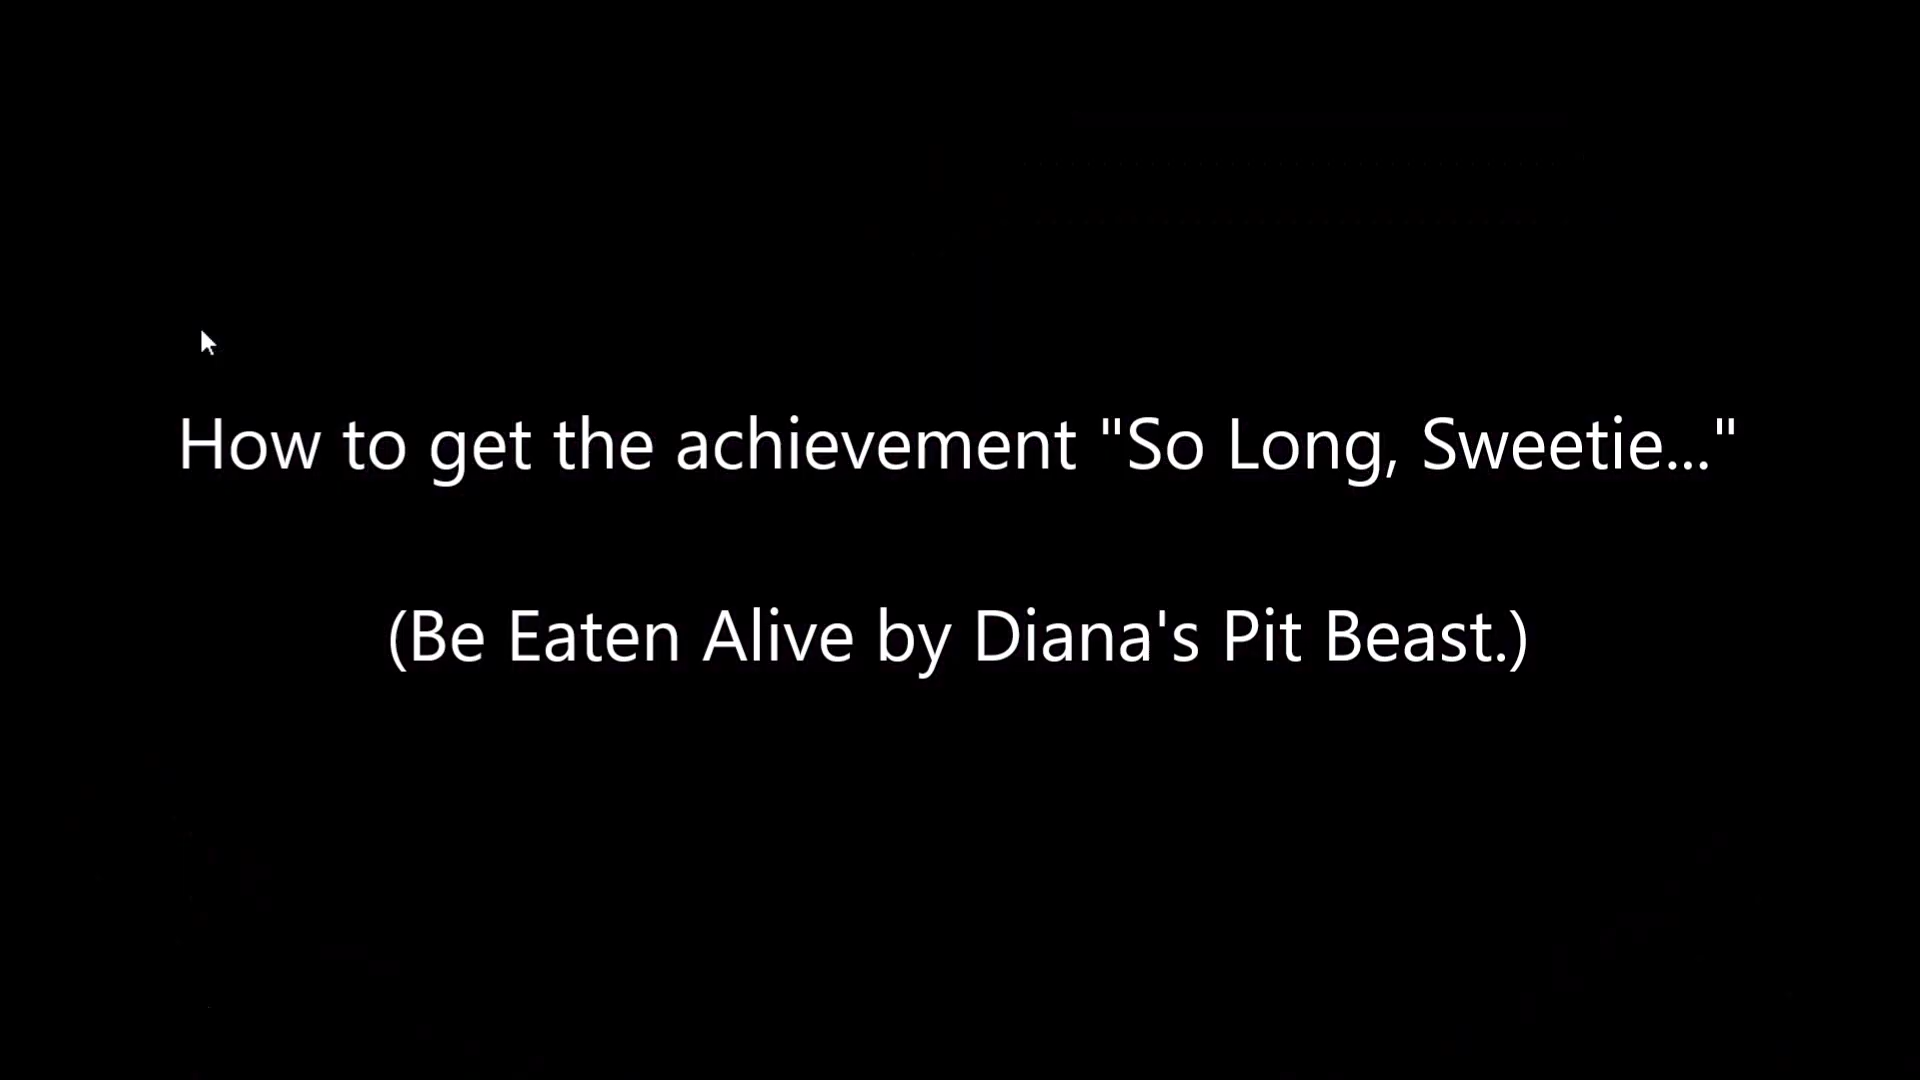 How to get the achievement "So Long, Sweetie..."
(Be Eaten Alive by Diana's Pit Beast.)